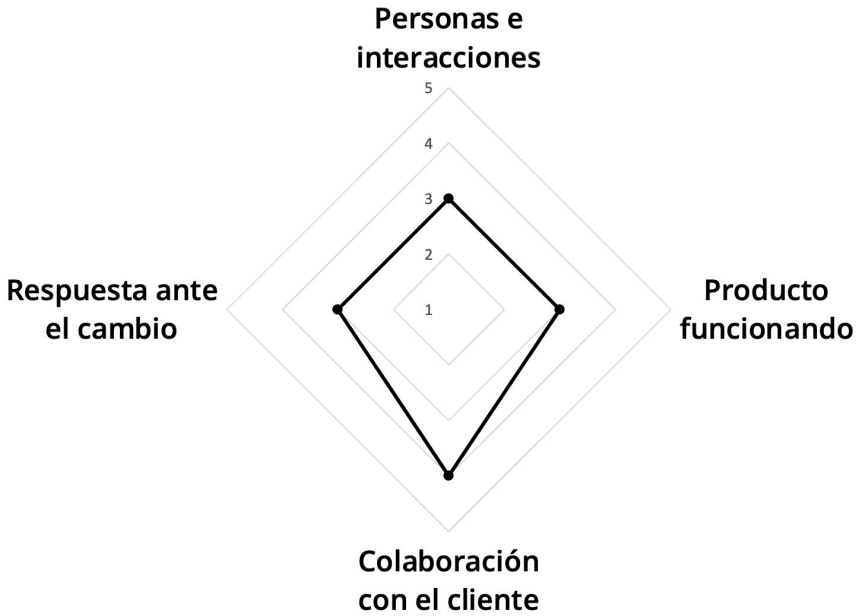 Personas e
interacciones
5
4
3
2
1
Respuesta ante
el cambio
Producto
funcionando
Colaboración
con el cliente